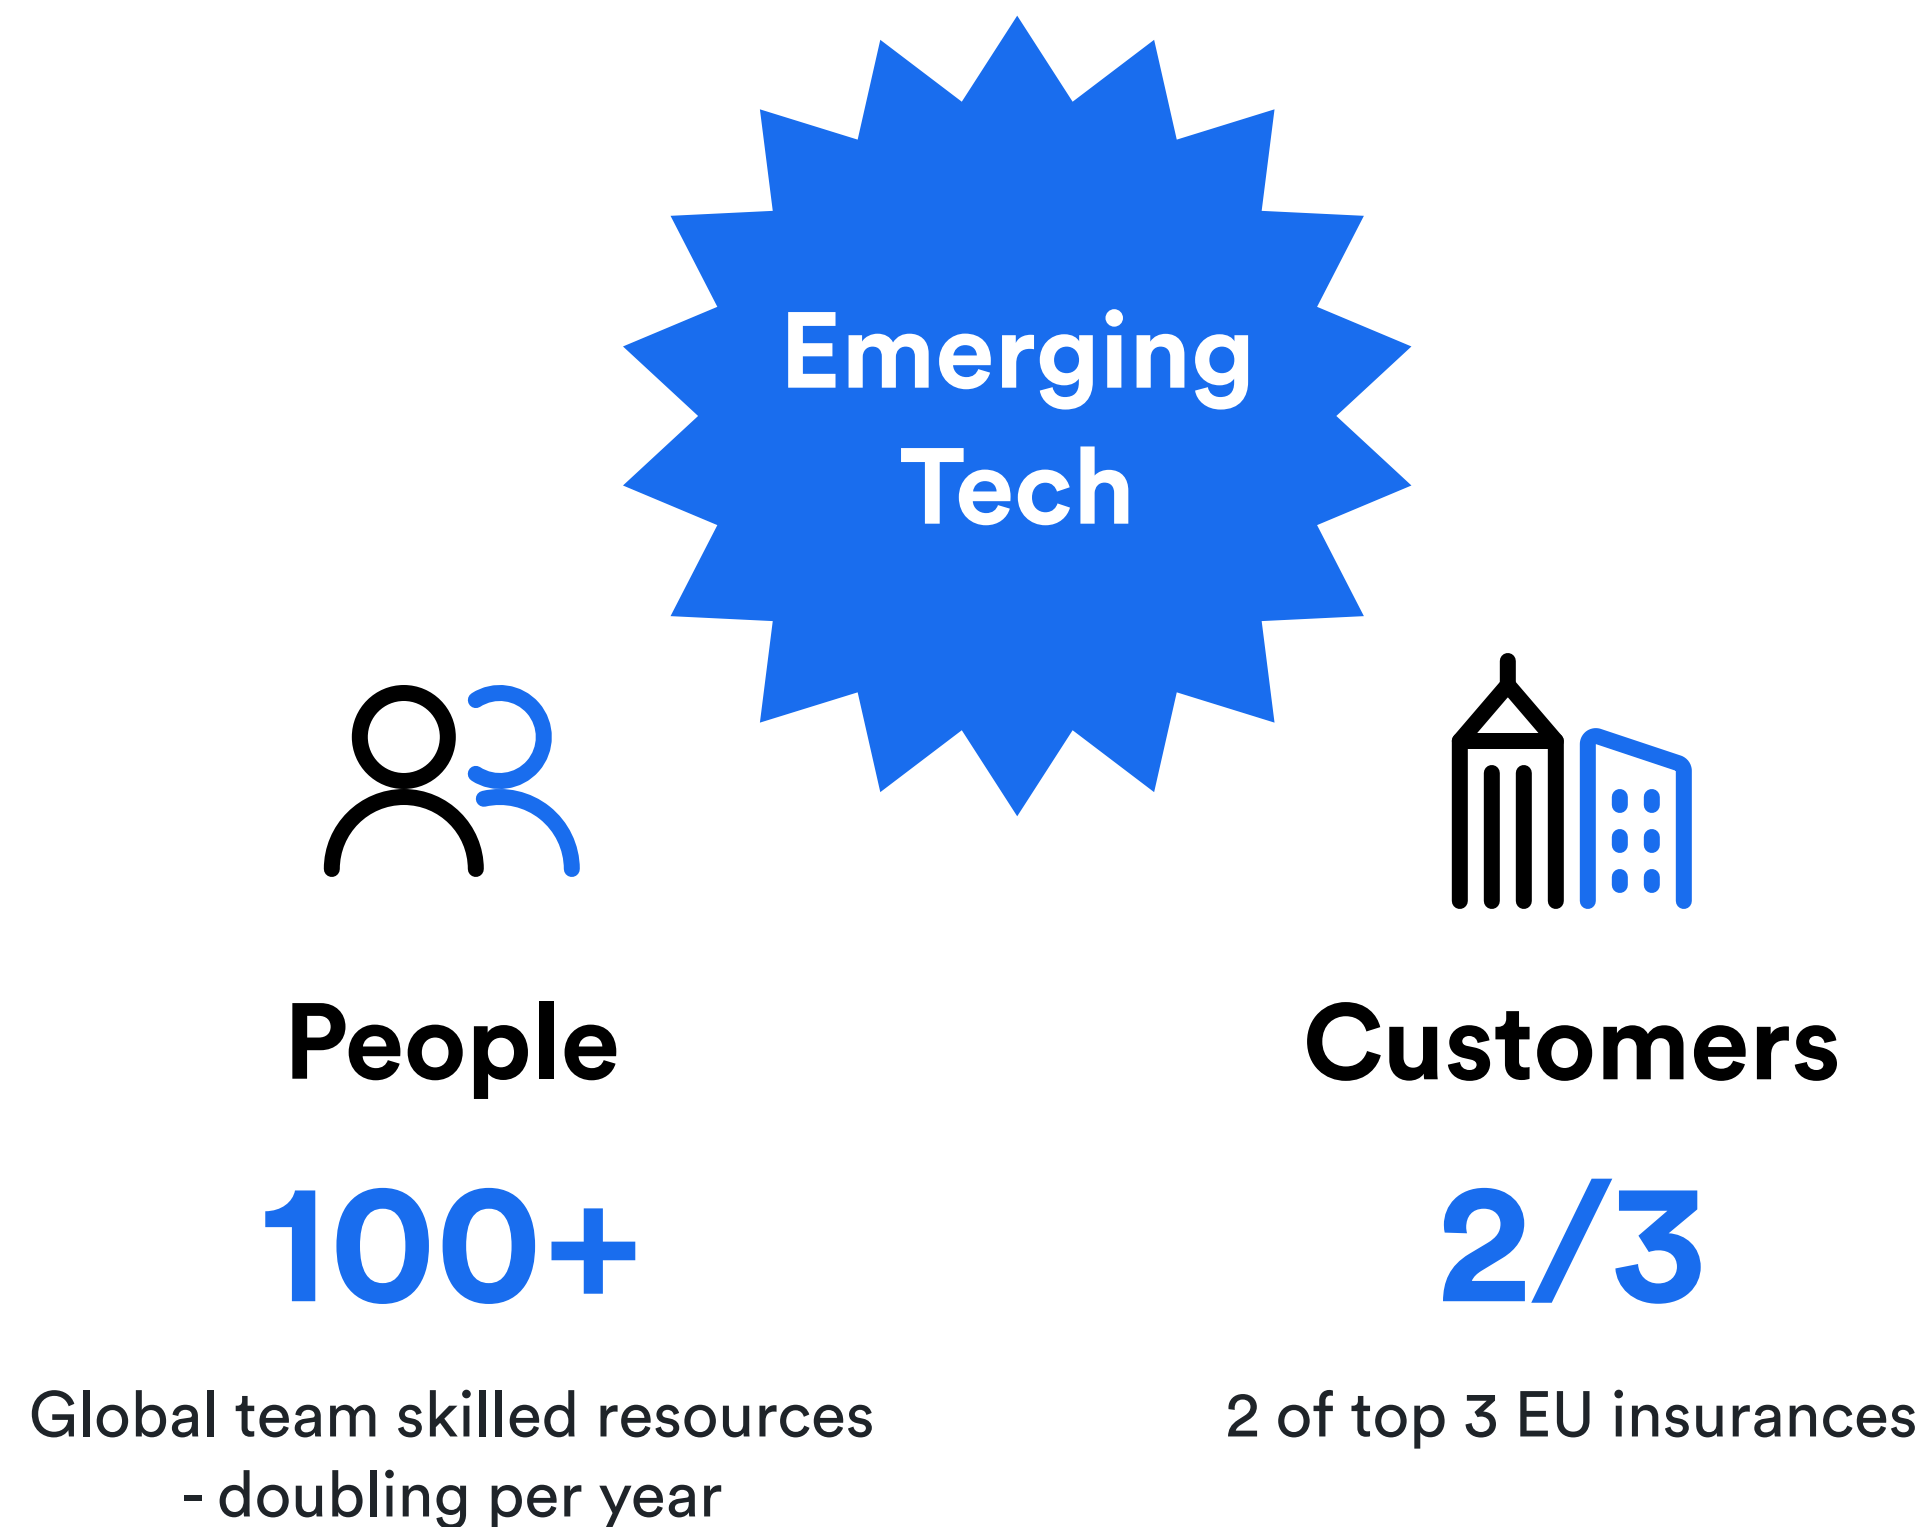 Emerging
Tech
People
100+
Global team skilled resources
- doubling per year
Customers
2/3
2 of top 3 EU insurances